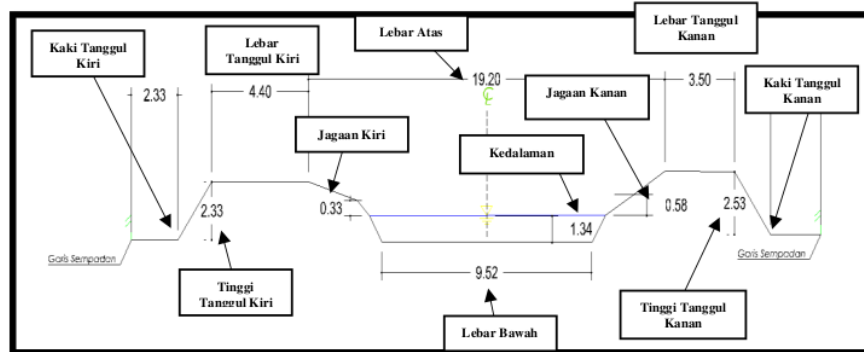 Lebar Atas
Lebar Tanggul
Kanan
Kaki Tanggul
Kiri
Lebar
Tanggul Kiri
19.20
3.50
2.33
4.40
Jagaan Kanan
Kaki Tanggul
Kanan
Jagaan Kiri
Kedalaman
0.33
2.33
0.58
2.53
1.34
Garis Sempadan
Garis Sempadan
9.52
Tinggi
Tanggul Kiri
Tinggi Tanggul
Kanan
Lebar Bawah